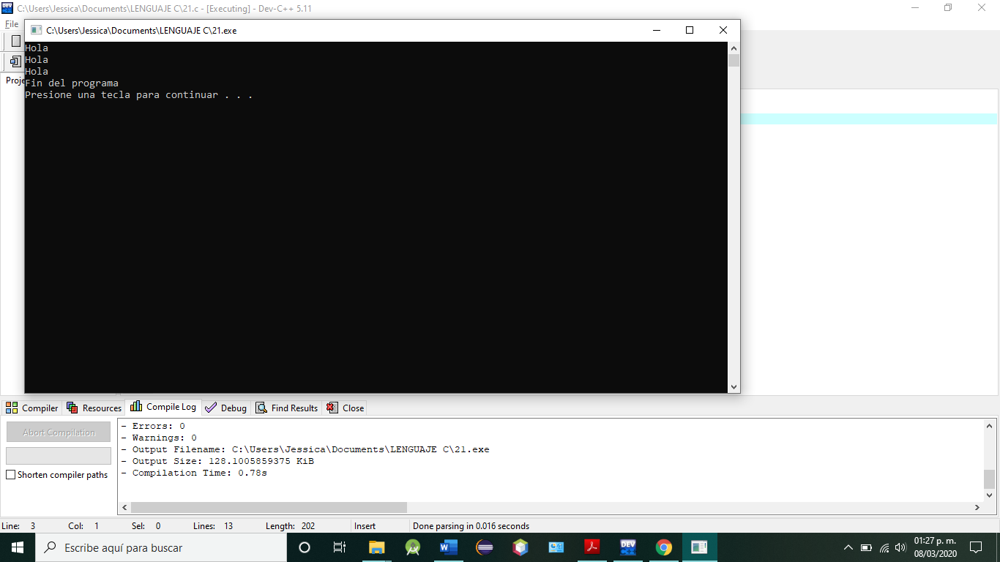 C:\Users\Jessica\Documents\LENGUAJE C\21.c - [Executing] - Dev-C++ 5.11
File
C:\Users\Jessica\Documents\LENGUAJE C\21.exe
Hola
Hola
Hola
Fin del programa
Presione una tecla para continuar . . .
Compiler Resources Compile Log Debug Find Results Close
Abort Compilation
Shorten compiler paths
- Errors: 0
- Warnings: 0
- Output Filename: C:\Users\Jessica\Documents\LENGUAJE C\21.exe
- Output Size: 128.1005859375 KiB
- Compilation Time: 0.78s
Line: 3 Col: 1 Sel: 0 Lines: 13 Length: 202 Insert Done parsing in 0.016 seconds
Escribe aquí para buscar
DEV
01:27 p. m.
08/03/2020